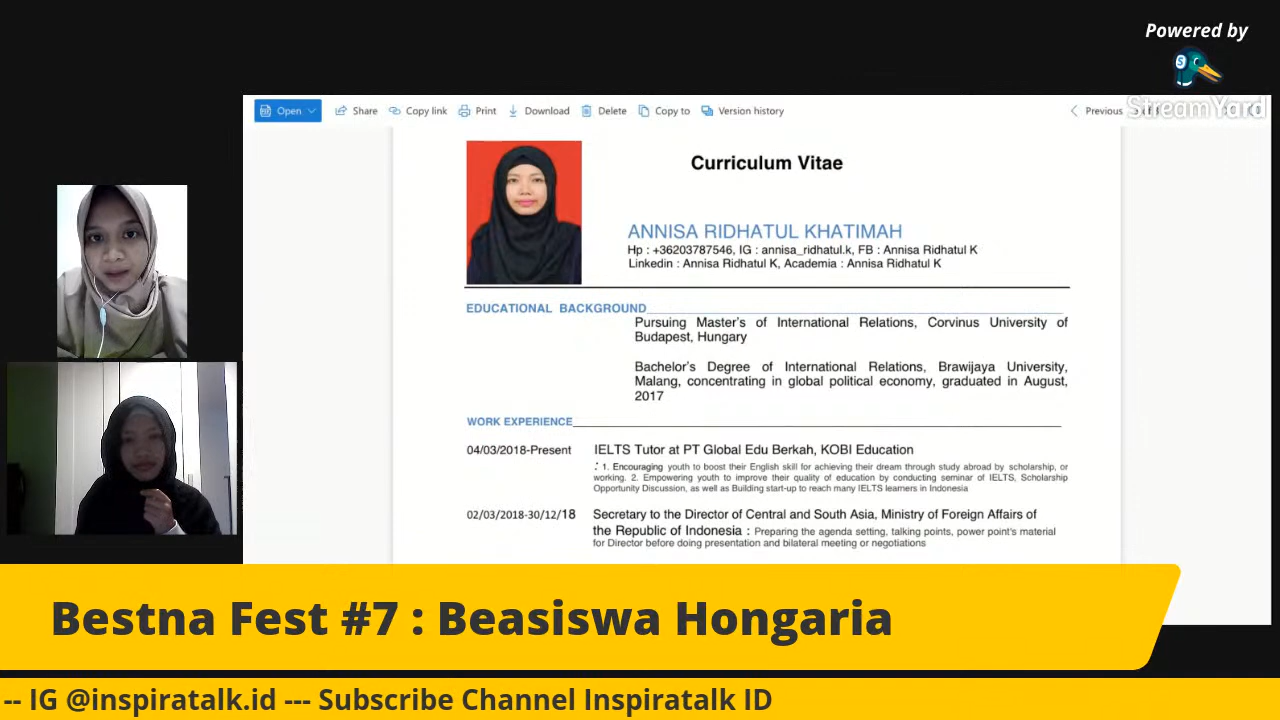 Powered by
StreamYard
Open
Share
Copy link
Print
Download
Delete
Copy to
Version history
Previous
Curriculum Vitae
ANNISA RIDHATUL KHATIMAH
Hp : +36203787546, IG : annisa_ridhatul.k, FB : Annisa Ridhatul K
Linkedin : Annisa Ridhatul K, Academia : Annisa Ridhatul K
EDUCATIONAL BACKGROUND
Pursuing Master's of International Relations, Corvinus University of
Budapest, Hungary
Bachelor's Degree of International Relations, Brawijaya University,
Malang, concentrating in global political economy, graduated in August,
2017
WORK EXPERIENCE
04/03/2018-Present IELTS Tutor at PT Global Edu Berkah, KOBI Education
: 1. Encouraging youth to boost their English skill for achieving their dream through study abroad by scholarship, or
working. 2. Empowering youth to improve their quality of education by conducting seminar of IELTS, Scholarship
Opportunity Discussion, as well as Building start-up to reach many IELTS learners in Indonesia
02/03/2018-30/12/18 Secretary to the Director of Central and South Asia, Ministry of Foreign Affairs of
the Republic of Indonesia : Preparing the agenda setting, talking points, power point's material
for Director before doing presentation and bilateral meeting or negotiations
Bestna Fest #7 : Beasiswa Hongaria
-- IG @inspiratalk.id --- Subscribe Channel Inspiratalk ID